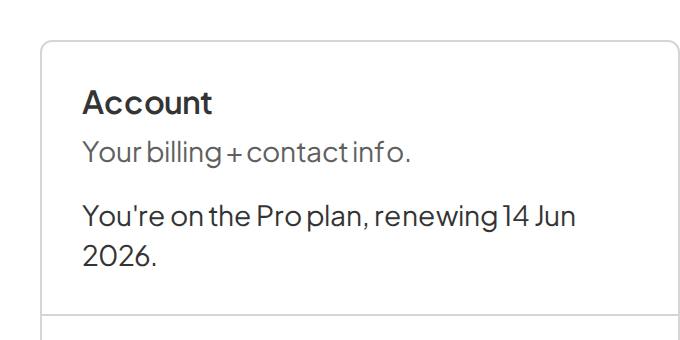 Account
Your billing + contact info.
You're on the Pro plan, renewing 14 Jun
2026.